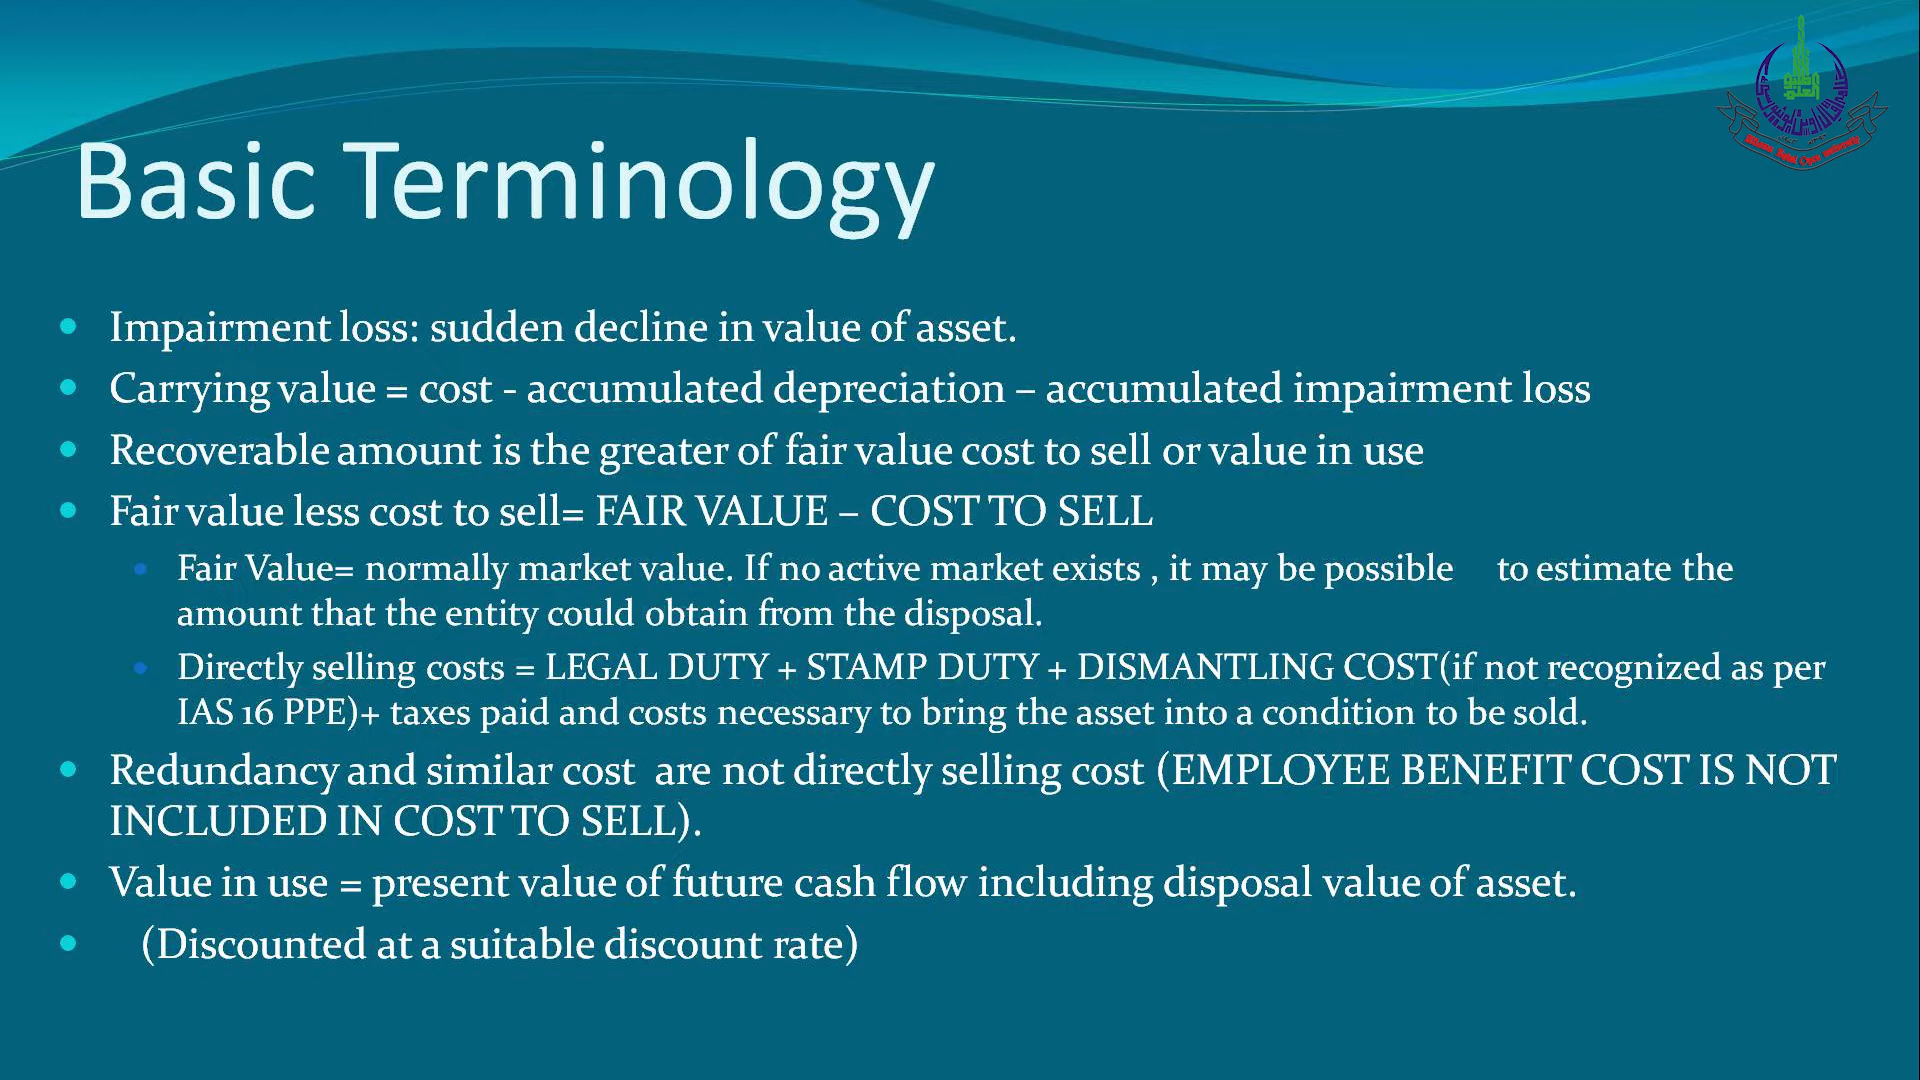 Basic Terminology
Impairment loss: sudden decline in value of asset.
Carrying value = cost - accumulated depreciation – accumulated impairment loss
Recoverable amount is the greater of fair value cost to sell or value in use
Fair value less cost to sell= FAIR VALUE – COST TO SELL
Fair Value= normally market value. If no active market exists , it may be possible to estimate the
amount that the entity could obtain from the disposal.
Directly selling costs = LEGAL DUTY + STAMP DUTY + DISMANTLING COST(if not recognized as per
IAS 16 PPE)+ taxes paid and costs necessary to bring the asset into a condition to be sold.
Redundancy and similar cost are not directly selling cost (EMPLOYEE BENEFIT COST IS NOT
INCLUDED IN COST TO SELL).
Value in use = present value of future cash flow including disposal value of asset.
(Discounted at a suitable discount rate)